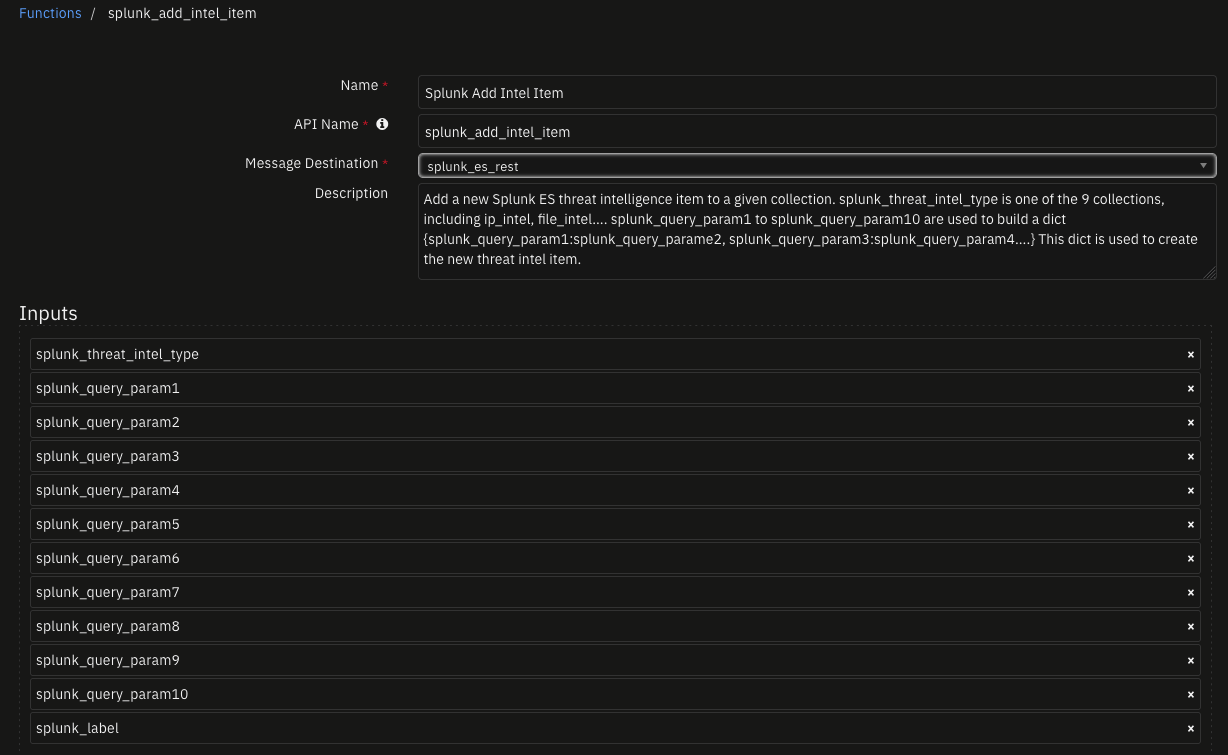 Functions / splunk_add_intel_item
Name *
Splunk Add Intel Item
API Name *
splunk_add_intel_item
Message Destination *
splunk_es_rest
Description
Add a new Splunk ES threat intelligence item to a given collection. splunk_threat_intel_type is one of the 9 collections,
including ip_intel, file_intel.... splunk_query_param1 to splunk_query_param10 are used to build a dict
{splunk_query_param1:splunk_query_parame2, splunk_query_param3:splunk_query_param4....} This dict is used to create
the new threat intel item.
Inputs
splunk_threat_intel_type ×
splunk_query_param1 ×
splunk_query_param2 ×
splunk_query_param3 ×
splunk_query_param4 ×
splunk_query_param5 ×
splunk_query_param6 ×
splunk_query_param7 ×
splunk_query_param8 ×
splunk_query_param9 ×
splunk_query_param10 ×
splunk_label ×